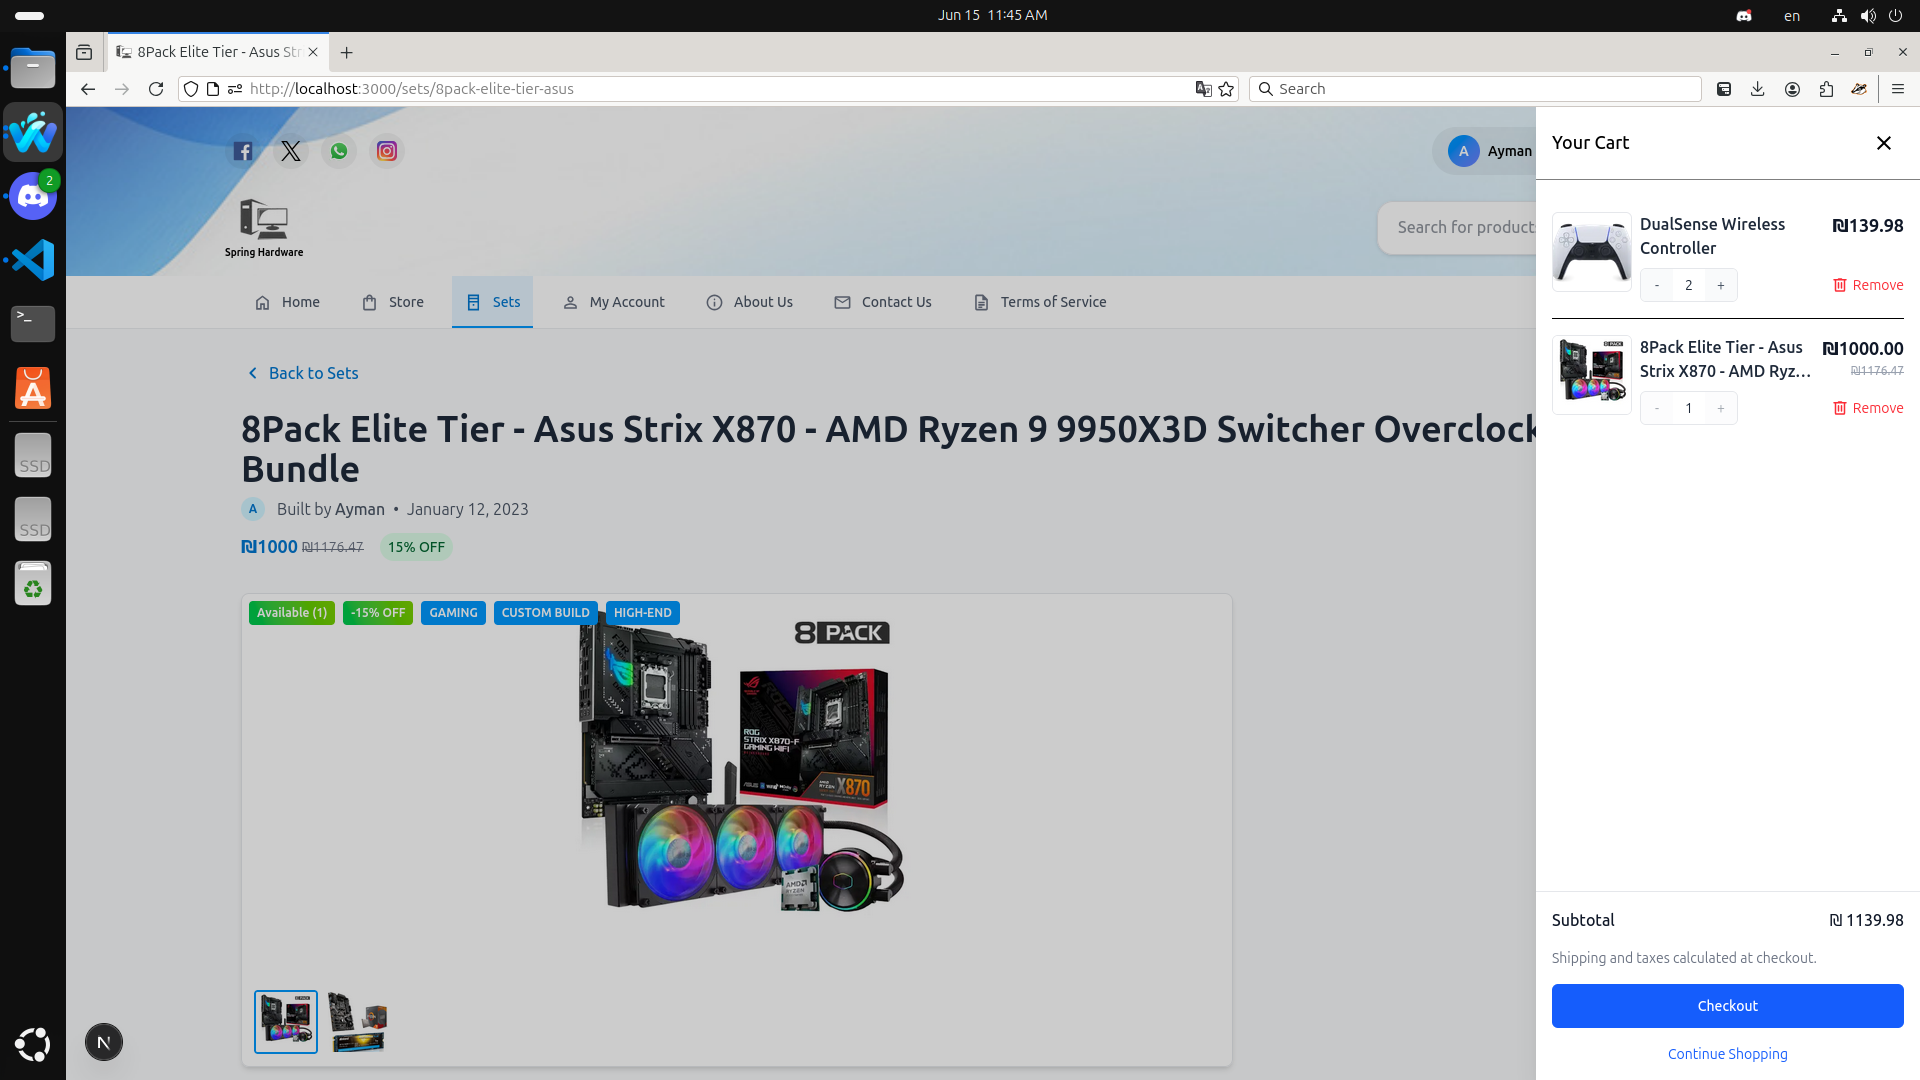 Jun 15 11:45 AM
en
8Pack Elite Tier - Asus Str
http://localhost:3000/sets/8pack-elite-tier-asus
Search
2
SSD
SSD
A Ayman
Spring Hardware
Search for product
Home
Store
Sets
My Account
About Us
Contact Us
Terms of Service
Back to Sets
8Pack Elite Tier - Asus Strix X870 - AMD Ryzen 9 9950X3D Switcher Overclock
Bundle
A Built by Ayman • January 12, 2023
₪1000 ₪1176.47 15% OFF
Available (1) -15% OFF GAMING CUSTOM BUILD HIGH-END
8 PACK
ROG
STRIX X870-F
GAMING WIFI
X870
AMD
RYZEN
N
Your Cart
DualSense Wireless
Controller
₪139.98
- 2 +
Remove
8Pack Elite Tier - Asus
Strix X870 - AMD Ryz...
₪1000.00
₪1176.47
- 1 +
Remove
Subtotal ₪ 1139.98
Shipping and taxes calculated at checkout.
Checkout
Continue Shopping